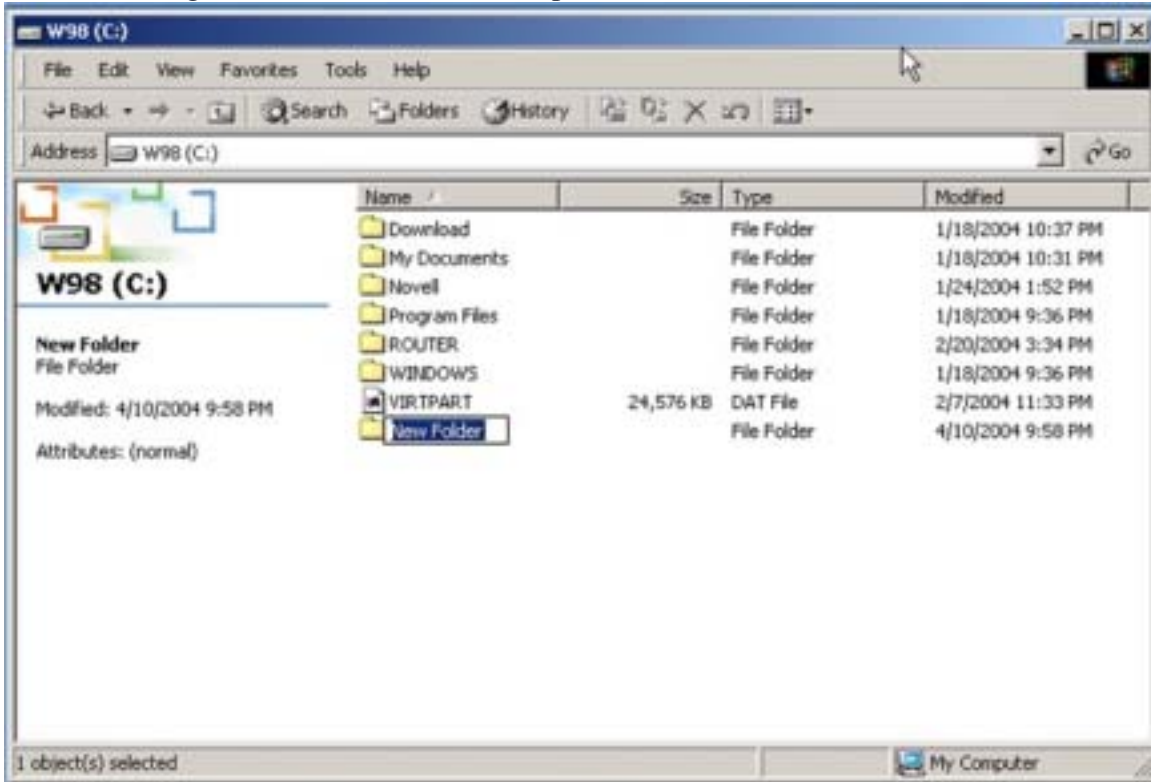 W98 (C:)
File Edit View Favorites Tools Help
Back Search Folders History
Address W98 (C:) Go
Name Size Type Modified
Download File Folder 1/18/2004 10:37 PM
My Documents File Folder 1/18/2004 10:31 PM
Novell File Folder 1/24/2004 1:52 PM
Program Files File Folder 1/18/2004 9:36 PM
ROUTER File Folder 2/20/2004 3:34 PM
WINDOWS File Folder 1/18/2004 9:36 PM
VIRTPART 24,576 KB DAT File 2/7/2004 11:33 PM
New Folder File Folder 4/10/2004 9:58 PM
W98 (C:)
New Folder
File Folder
Modified: 4/10/2004 9:58 PM
Attributes: (normal)
1 object(s) selected My Computer